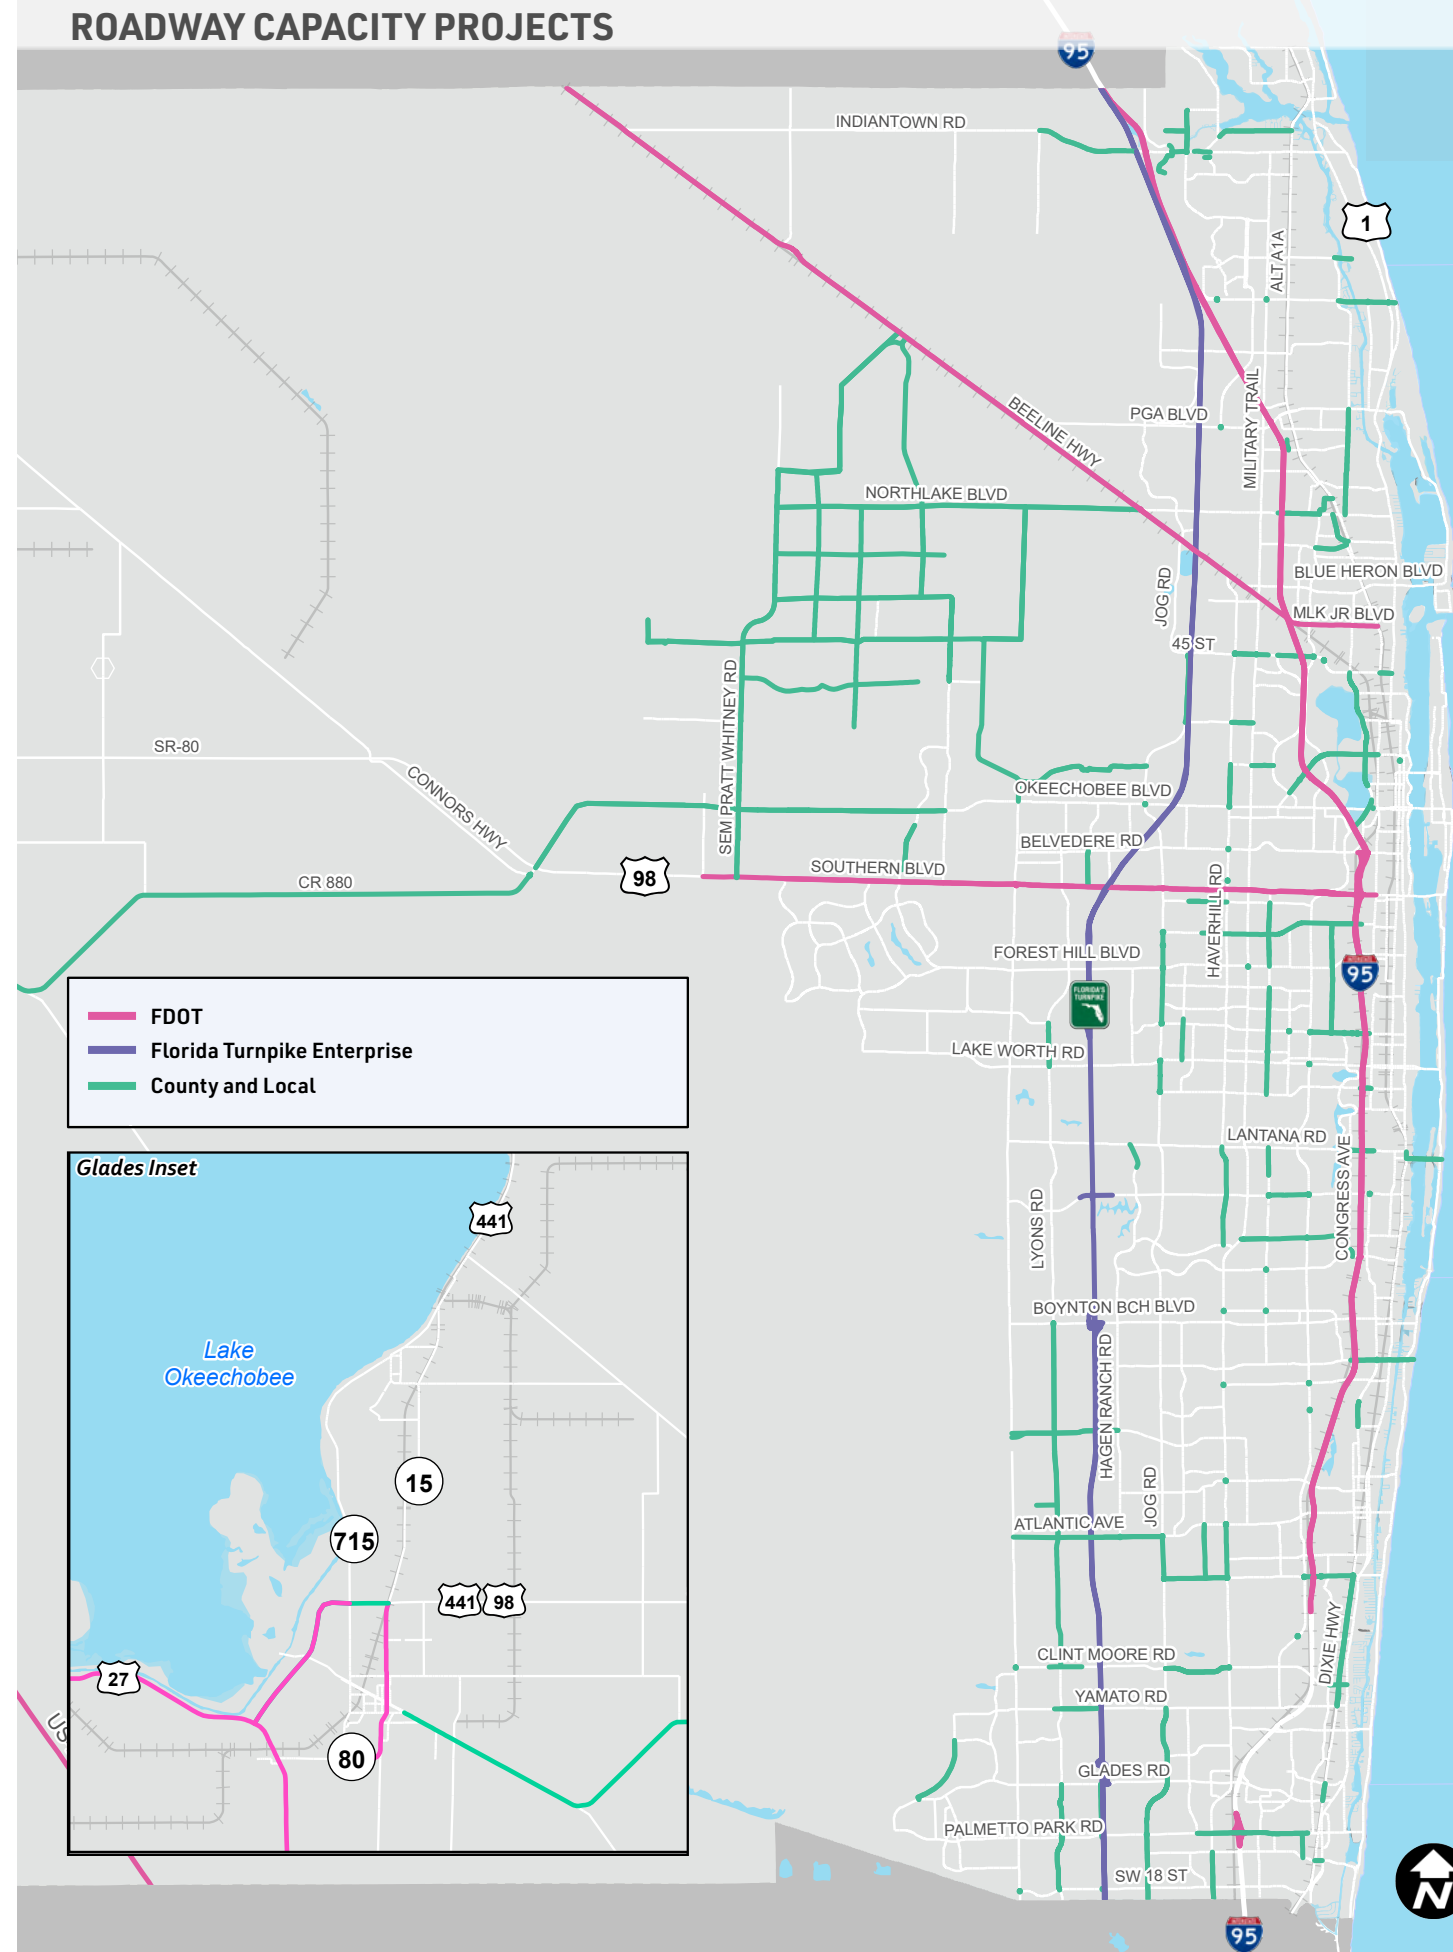 ROADWAY CAPACITY PROJECTS
95
INDIANTOWN RD
1
ALT A1A
MILITARY TRAIL
PGA BLVD
BEELINE HWY
NORTHLAKE BLVD
BLUE HERON BLVD
JOG RD
MLK JR BLVD
45 ST
SEM PRATT WHITNEY RD
SR-80
CONNORS HWY
OKEECHOBEE BLVD
BELVEDERE RD
SOUTHERN BLVD
98
CR 880
HAVERHILL RD
FOREST HILL BLVD
95
FLORIDA'S
TURNPIKE
FDOT
Florida Turnpike Enterprise
County and Local
LAKE WORTH RD
LANTANA RD
CONGRESS AVE
Glades Inset
441
LYONS RD
BOYNTON BCH BLVD
Lake
Okeechobee
HAGEN RANCH RD
15
JOG RD
ATLANTIC AVE
715
441
98
DIXIE HWY
CLINT MOORE RD
27
YAMATO RD
US
80
GLADES RD
PALMETTO PARK RD
SW 18 ST
N
95